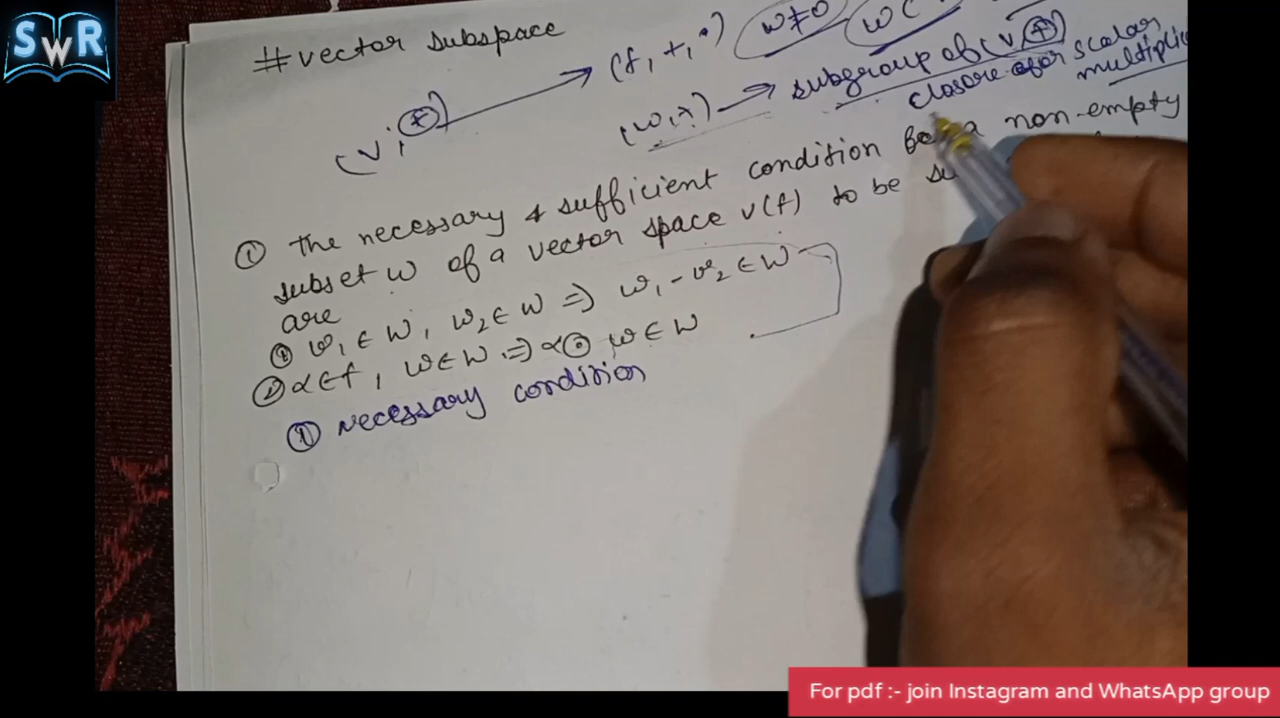 SWR
# vector subspace
(V, +) → (f, +, •) W ≠ 0 W ⊂
(W, +) → subgroup of (V, +)
closure for scalar
multiplic
① The necessary & sufficient condition for a non-empty
subset W of a vector space V(f) to be su
are
① w₁ ∈ W, w₂ ∈ W ⇒ w₁ - w₂ ∈ W
② α ∈ f, w ∈ W ⇒ α ⊙ w ∈ W
① necessary condition
For pdf :- join Instagram and WhatsApp group